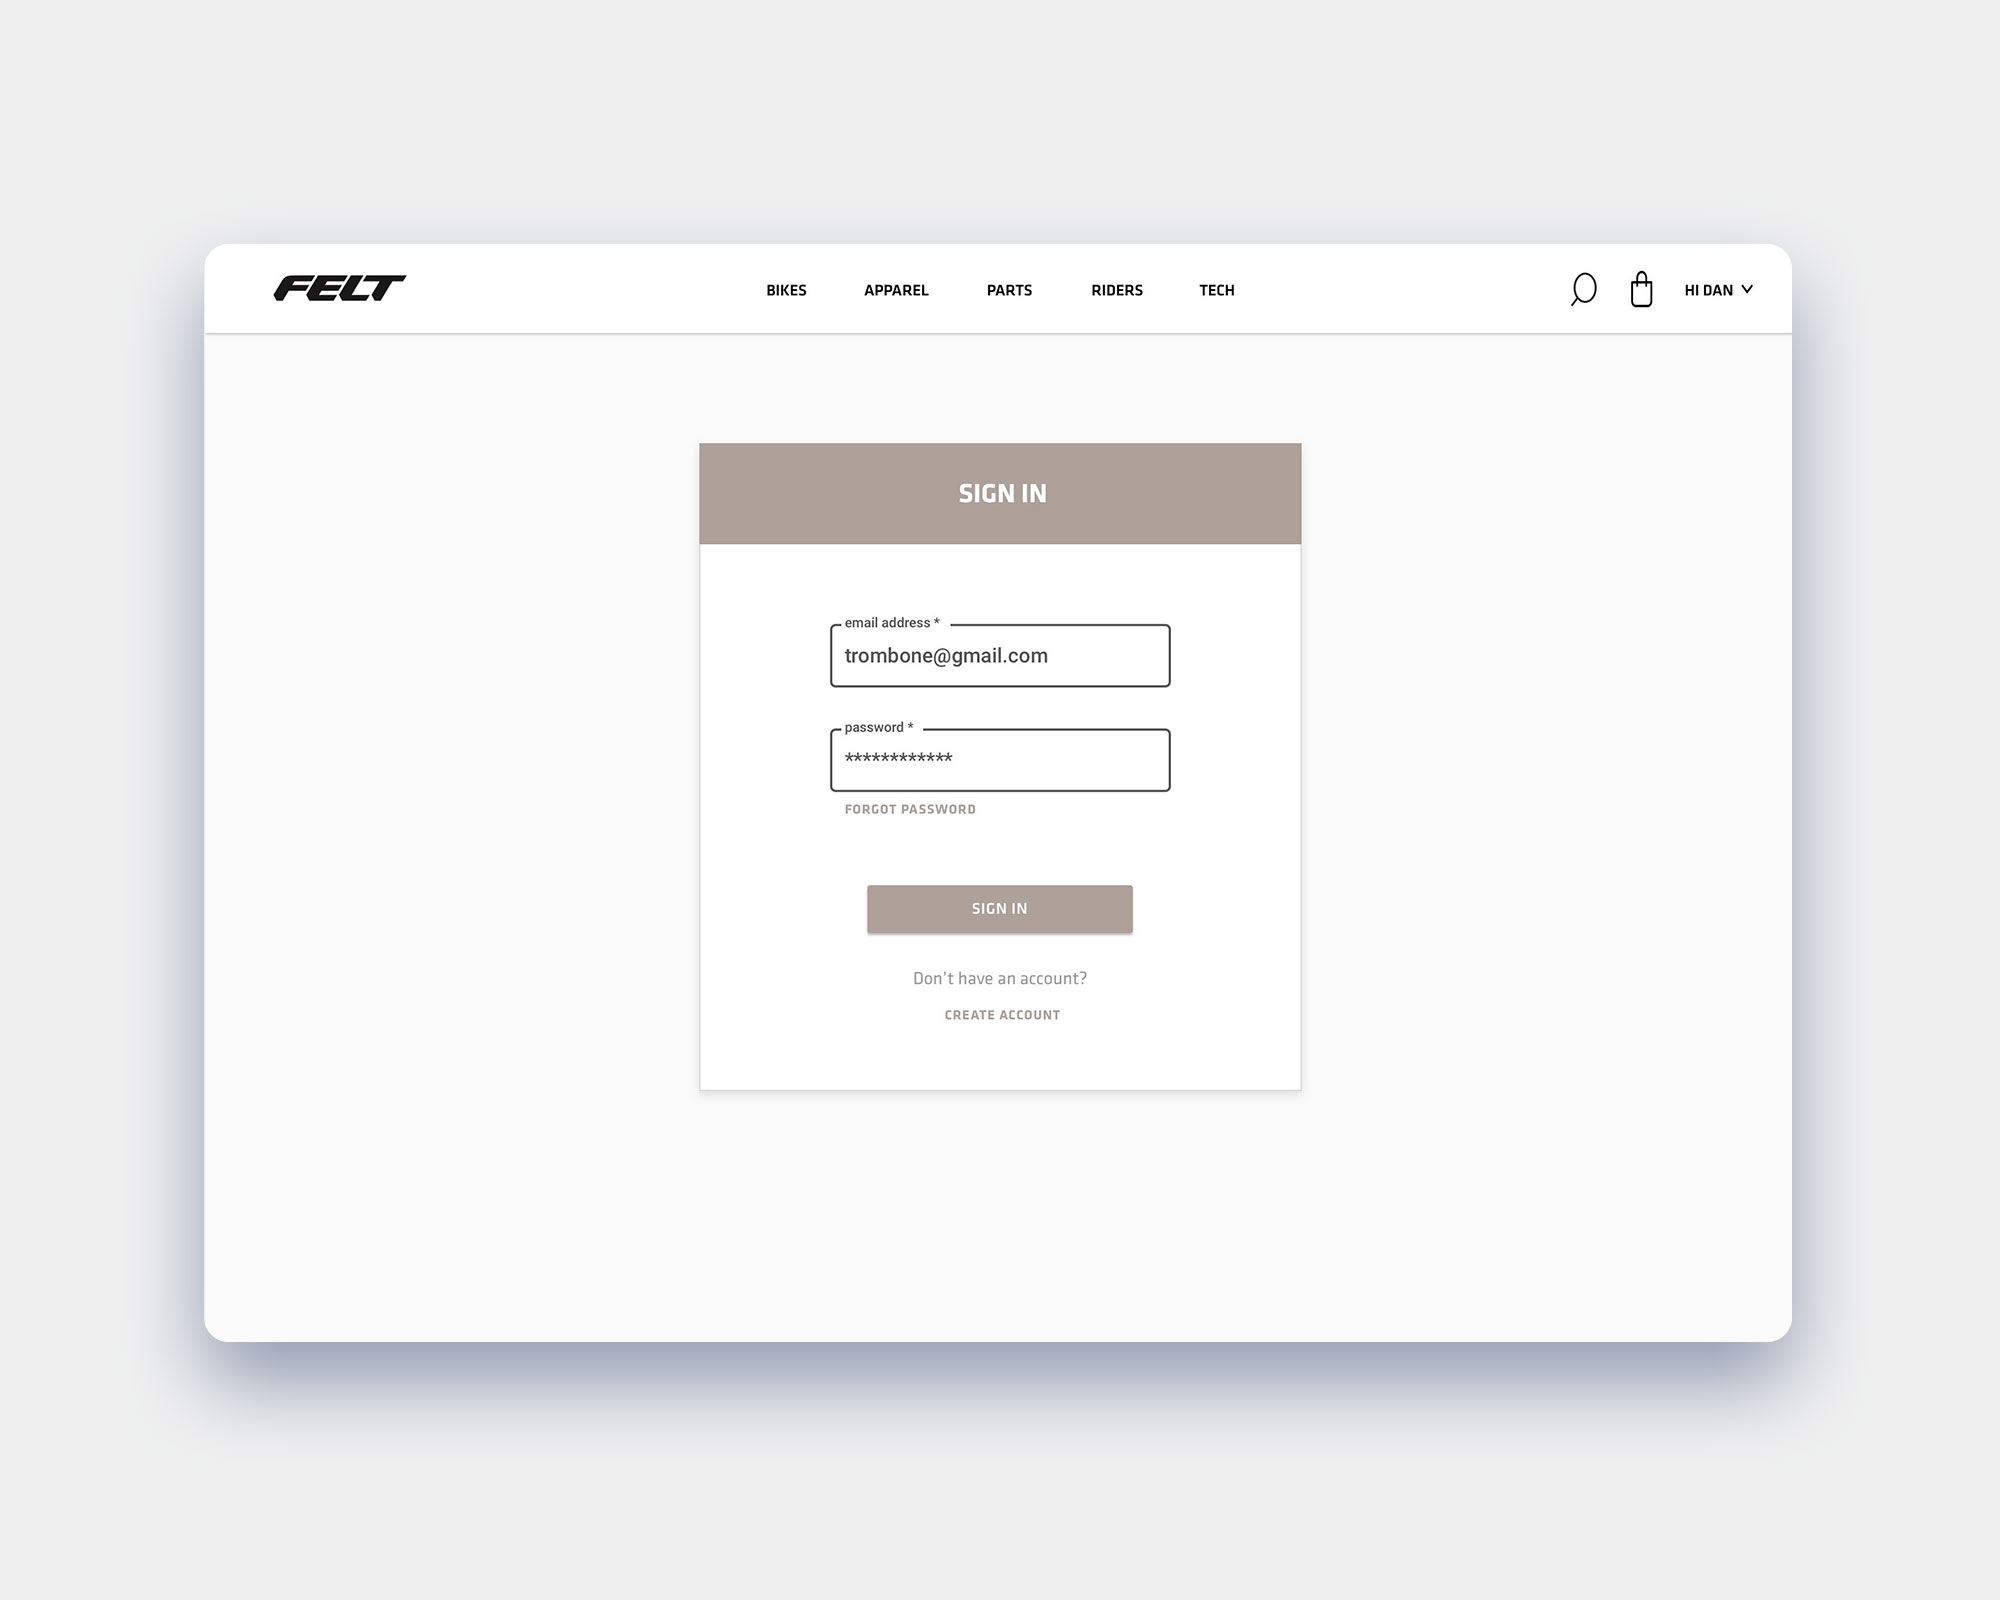 FELT
BIKES APPAREL PARTS RIDERS TECH HI DAN
SIGN IN
email address *
trombone@gmail.com
password *
************
FORGOT PASSWORD
SIGN IN
Don't have an account?
CREATE ACCOUNT